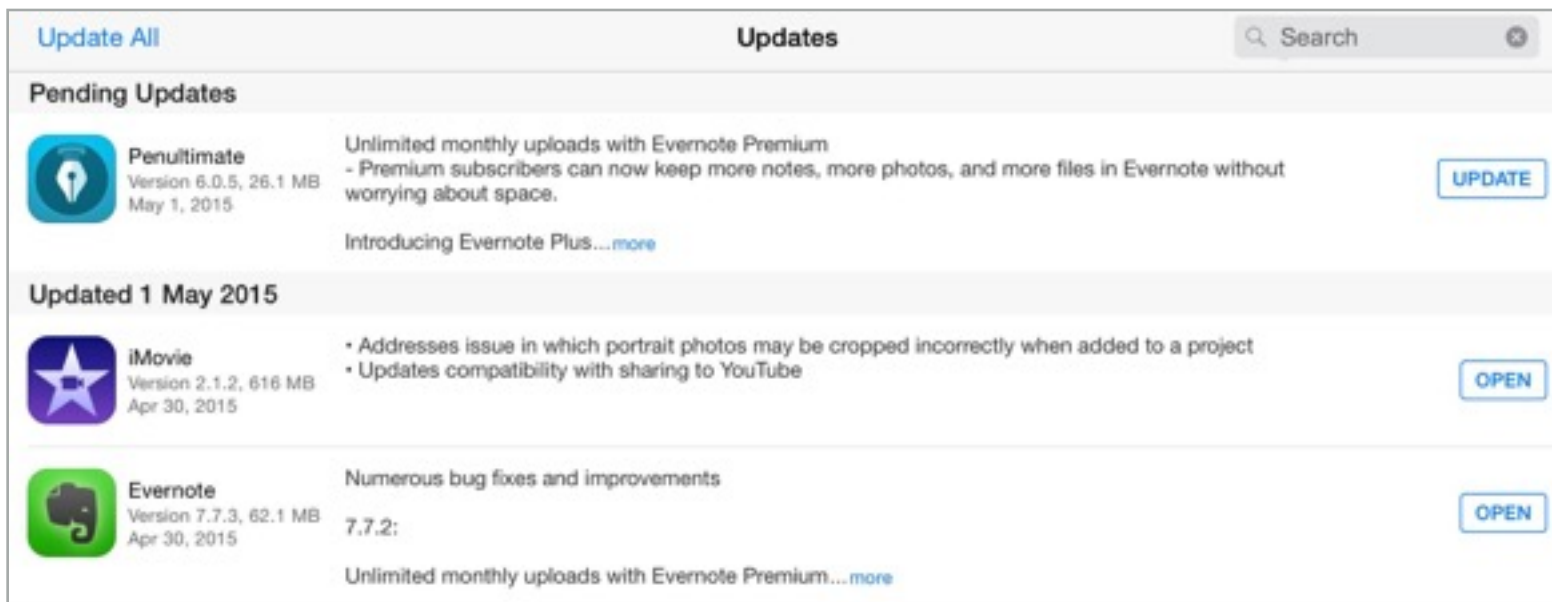 Update All
Updates
Search
Pending Updates
Penultimate
Version 6.0.5, 26.1 MB
May 1, 2015
Unlimited monthly uploads with Evernote Premium
- Premium subscribers can now keep more notes, more photos, and more files in Evernote without
worrying about space.
Introducing Evernote Plus...more
UPDATE
Updated 1 May 2015
iMovie
Version 2.1.2, 616 MB
Apr 30, 2015
• Addresses issue in which portrait photos may be cropped incorrectly when added to a project
• Updates compatibility with sharing to YouTube
OPEN
Evernote
Version 7.7.3, 62.1 MB
Apr 30, 2015
Numerous bug fixes and improvements
7.7.2:
Unlimited monthly uploads with Evernote Premium...more
OPEN